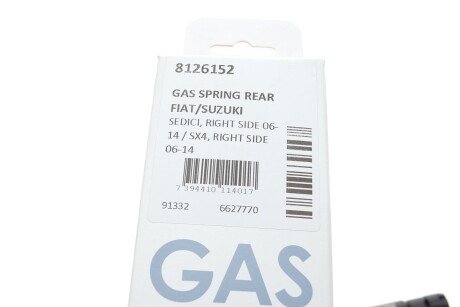 8126152
GAS SPRING REAR
FIAT/SUZUKI
SEDICI, RIGHT SIDE 06-
14 / SX4, RIGHT SIDE
06-14
7 394410 114017
91332 6627770
GAS